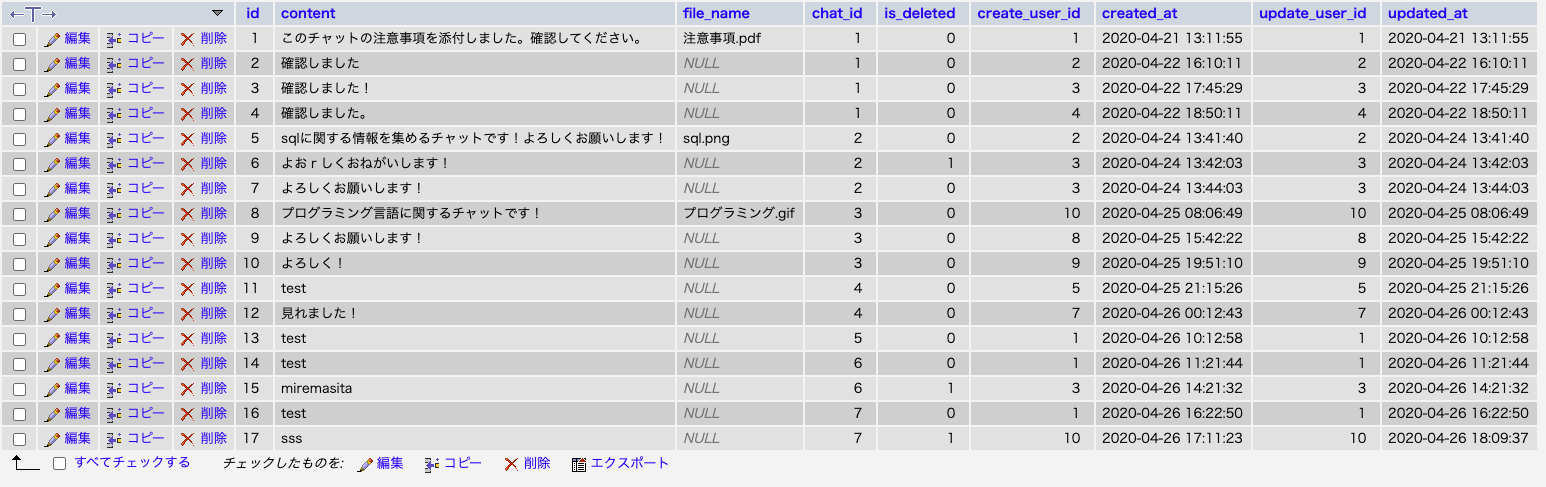 id content file_name chat_id is_deleted create_user_id created_at update_user_id updated_at
編集 コピー 削除 1 このチャットの注意事項を添付しました。確認してください。 注意事項.pdf 1 0 1 2020-04-21 13:11:55 1 2020-04-21 13:11:55
編集 コピー 削除 2 確認しました NULL 1 0 2 2020-04-22 16:10:11 2 2020-04-22 16:10:11
編集 コピー 削除 3 確認しました！ NULL 1 0 3 2020-04-22 17:45:29 3 2020-04-22 17:45:29
編集 コピー 削除 4 確認しました。 NULL 1 0 4 2020-04-22 18:50:11 4 2020-04-22 18:50:11
編集 コピー 削除 5 sqlに関する情報を集めるチャットです！よろしくお願いします！ sql.png 2 0 2 2020-04-24 13:41:40 2 2020-04-24 13:41:40
編集 コピー 削除 6 よおｒしくおねがいします！ NULL 2 1 3 2020-04-24 13:42:03 3 2020-04-24 13:42:03
編集 コピー 削除 7 よろしくお願いします！ NULL 2 0 3 2020-04-24 13:44:03 3 2020-04-24 13:44:03
編集 コピー 削除 8 プログラミング言語に関するチャットです！ プログラミング.gif 3 0 10 2020-04-25 08:06:49 10 2020-04-25 08:06:49
編集 コピー 削除 9 よろしくお願いします！ NULL 3 0 8 2020-04-25 15:42:22 8 2020-04-25 15:42:22
編集 コピー 削除 10 よろしく！ NULL 3 0 9 2020-04-25 19:51:10 9 2020-04-25 19:51:10
編集 コピー 削除 11 test NULL 4 0 5 2020-04-25 21:15:26 5 2020-04-25 21:15:26
編集 コピー 削除 12 見れました！ NULL 4 0 7 2020-04-26 00:12:43 7 2020-04-26 00:12:43
編集 コピー 削除 13 test NULL 5 0 1 2020-04-26 10:12:58 1 2020-04-26 10:12:58
編集 コピー 削除 14 test NULL 6 0 1 2020-04-26 11:21:44 1 2020-04-26 11:21:44
編集 コピー 削除 15 miremasita NULL 6 1 3 2020-04-26 14:21:32 3 2020-04-26 14:21:32
編集 コピー 削除 16 test NULL 7 0 1 2020-04-26 16:22:50 1 2020-04-26 16:22:50
編集 コピー 削除 17 sss NULL 7 1 10 2020-04-26 17:11:23 10 2020-04-26 18:09:37
すべてチェックする チェックしたものを: 編集 コピー 削除 エクスポート